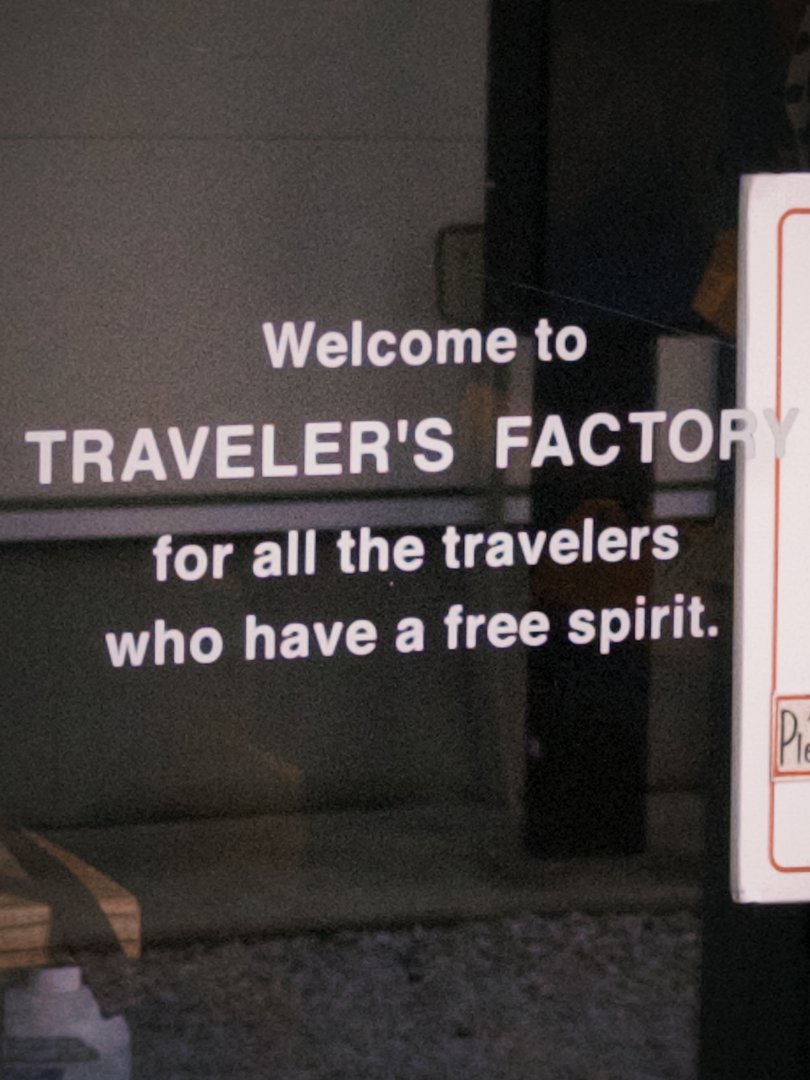 Welcome to
TRAVELER'S FACTORY
for all the travelers
who have a free spirit.